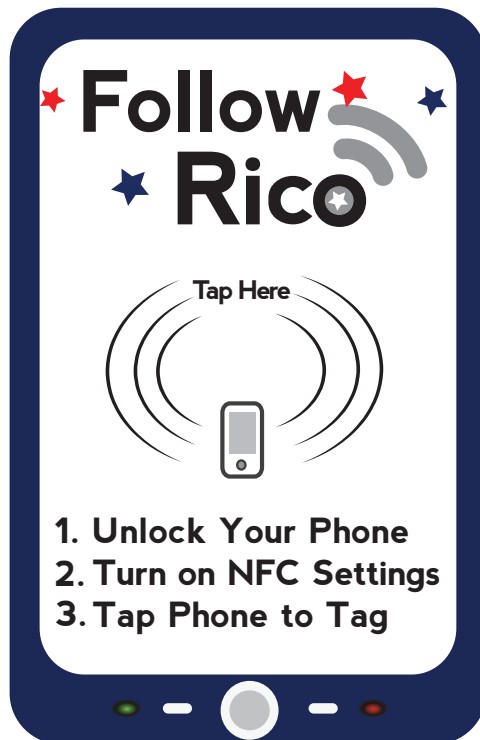 Follow
Rico
Tap Here
1. Unlock Your Phone
2. Turn on NFC Settings
3. Tap Phone to Tag